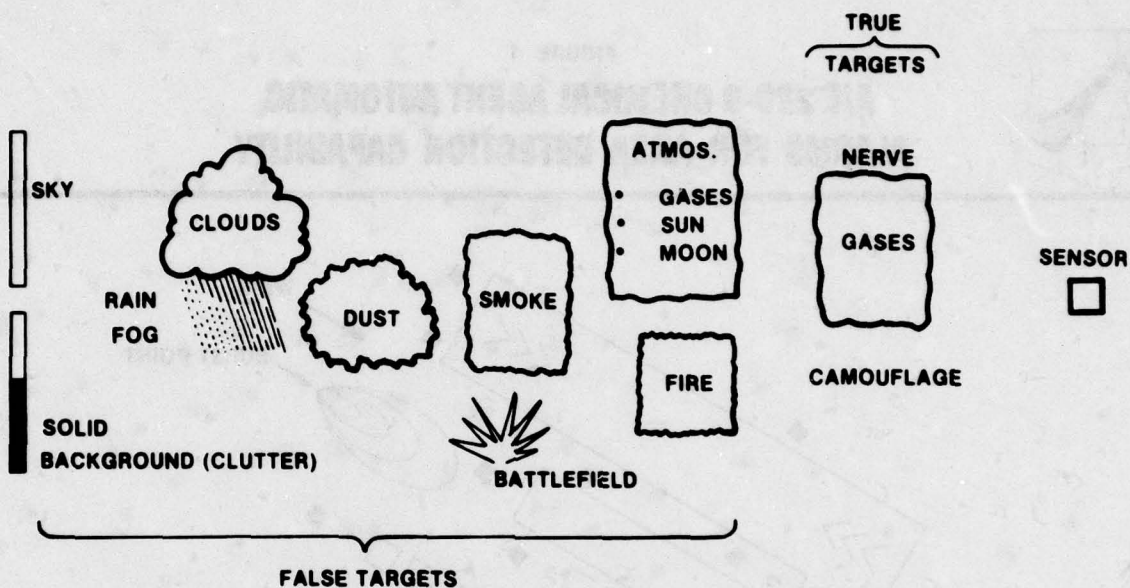 TRUE
TARGETS
SKY
CLOUDS
RAIN
FOG
DUST
SMOKE
ATMOS.
• GASES
• SUN
• MOON
NERVE
GASES
SENSOR
FIRE
CAMOUFLAGE
SOLID
BACKGROUND (CLUTTER)
BATTLEFIELD
FALSE TARGETS